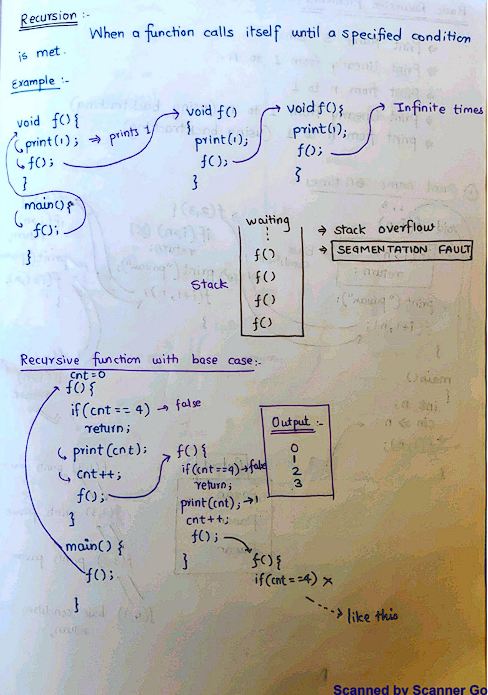 Recursion :-
When a function calls itself until a specified condition
is met.
Example :-
void f() {
print(1); ⇒ prints 1
f();
}
main() {
f();
}
void f()
{
print(1);
f();
}
void f() {
print(1);
f();
}
Infinite times
waiting
⋮
f()
f()
f()
f()
Stack
→ stack overflow
→ SEGMENTATION FAULT
Recursive function with base case:-
cnt = 0
f() {
if(cnt == 4) → false
return;
print(cnt);
cnt++;
f();
}
main() {
f();
}
f() {
if(cnt==4)→false
return;
print(cnt);→1
cnt++;
f();
}
f() {
if(cnt==4) ×
like this
Output :-
0
1
2
3
Scanned by Scanner Go